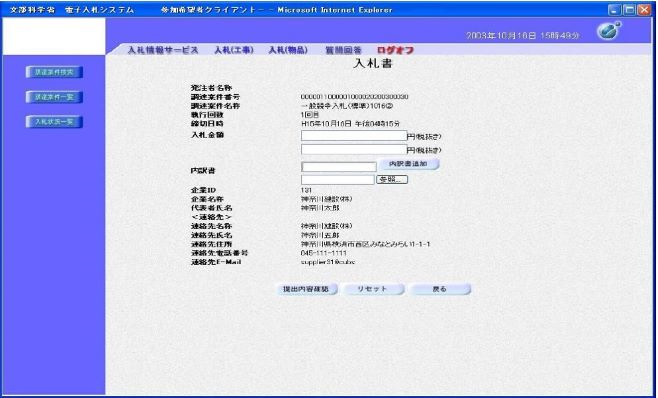 文部科学省 電子入札システム 参加希望者クライアント - - Microsoft Internet Explorer
2003年10月16日 15時49分
入札情報サービス 入札(工事) 入札(物品) 質問回答 ログオフ
入札書
調達案件検索
調達案件一覧
入札状況一覧
発注者名称
調達案件番号
調達案件名称 一般競争入札(標準)1016②
執行回数 1回目
締切日時 H15年10月16日 午後04時15分
入札金額 円(税抜き)
円(税抜き)
内訳書 内訳書追加
参照...
企業ID 131
企業名称 神奈川建設(株)
代表者氏名 神奈川太郎
<連絡先>
連絡先名称 神奈川建設(株)
連絡先氏名 神奈川五郎
連絡先住所 神奈川県横浜市西区みなとみらい1-1-1
連絡先電話番号 045-111-1111
連絡先E-Mail
提出内容確認 リセット 戻る